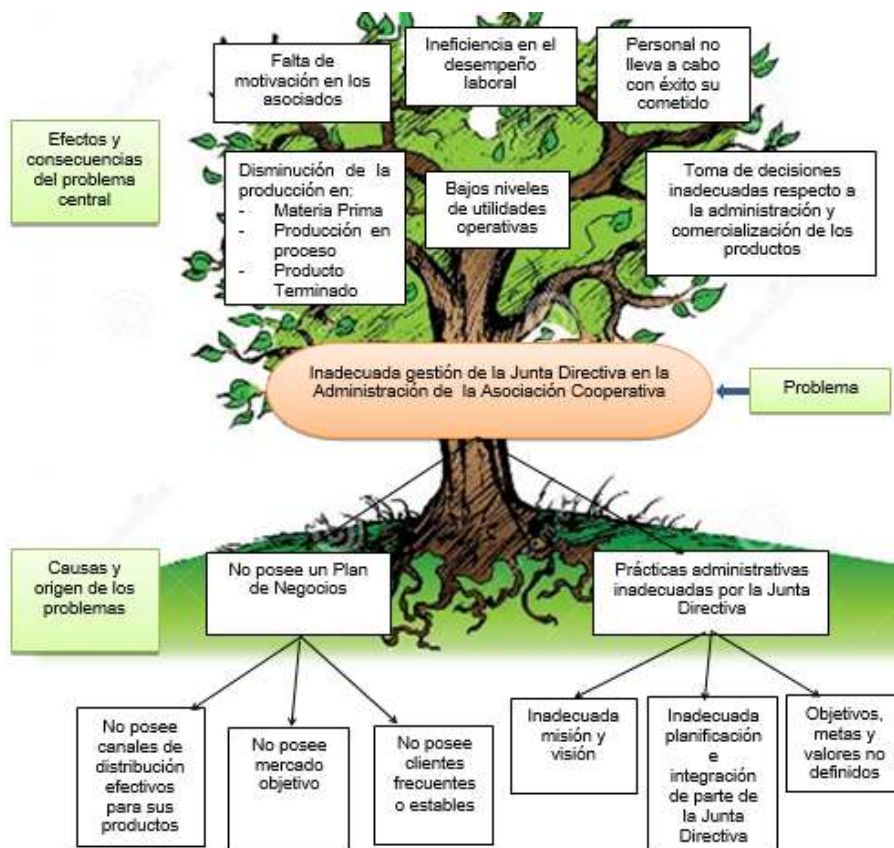 Falta de
motivación en los
asociados
Ineficiencia en el
desempeño
laboral
Personal no
lleva a cabo
con éxito su
cometido
Efectos y
consecuencias
del problema
central
Disminución de la
producción en:
- Materia Prima
- Producción en
proceso
- Producto
Terminado
Bajos niveles
de utilidades
operativas
Toma de decisiones
inadecuadas respecto a
la administración y
comercialización de los
productos
Inadecuada gestión de la Junta Directiva en la
Administración de la Asociación Cooperativa
Problema
Causas y
origen de los
problemas
No posee un Plan
de Negocios
Prácticas administrativas
inadecuadas por la Junta
Directiva
No posee
canales de
distribución
efectivos
para sus
productos
No posee
mercado
objetivo
No posee
clientes
frecuentes
o estables
Inadecuada
misión y
visión
Inadecuada
planificación
e
integración
de parte de
la Junta
Directiva
Objetivos,
metas y
valores no
definidos